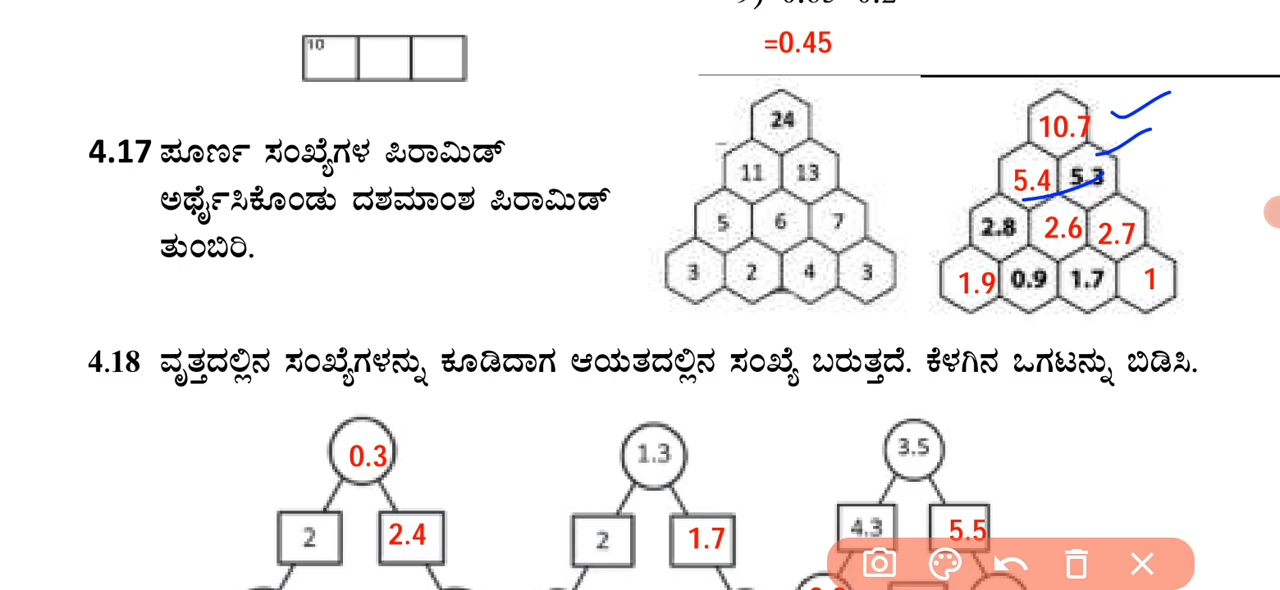 =0.45
10
4.17 ಪೂರ್ಣ ಸಂಖ್ಯೆಗಳ ಪಿರಾಮಿಡ್
ಅರ್ಥೈಸಿಕೊಂಡು ದಶಮಾಂಶ ಪಿರಾಮಿಡ್
ತುಂಬಿರಿ.
24
11 13
5 6 7
3 2 4 3
10.7
5.4 5.3
2.8 2.6 2.7
1.9 0.9 1.7 1
4.18 ವೃತ್ತದಲ್ಲಿನ ಸಂಖ್ಯೆಗಳನ್ನು ಕೂಡಿದಾಗ ಆಯತದಲ್ಲಿನ ಸಂಖ್ಯೆ ಬರುತ್ತದೆ. ಕೆಳಗಿನ ಒಗಟನ್ನು ಬಿಡಿಸಿ.
0.3 1.3 3.5
2 2.4 2 1.7 4.3 5.5